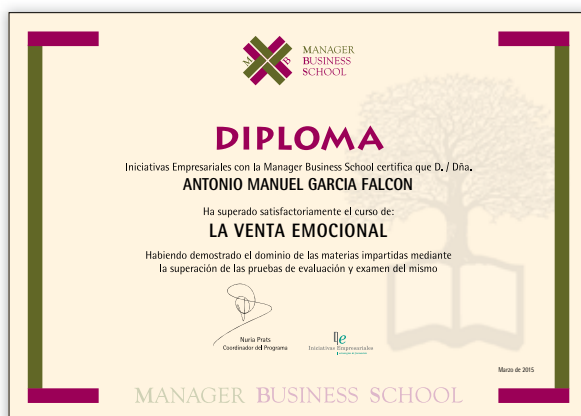 M B
MANAGER
BUSINESS
SCHOOL
DIPLOMA
Iniciativas Empresariales con la Manager Business School certifica que D. / Dña.
ANTONIO MANUEL GARCIA FALCON
Ha superado satisfactoriamente el curso de:
LA VENTA EMOCIONAL
Habiendo demostrado el dominio de las materias impartidas mediante
la superación de las pruebas de evaluación y examen del mismo
Nuria Prats
Coordinador del Programa
Ie
Iniciativas Empresariales
Marzo de 2015
MANAGER BUSINESS SCHOOL